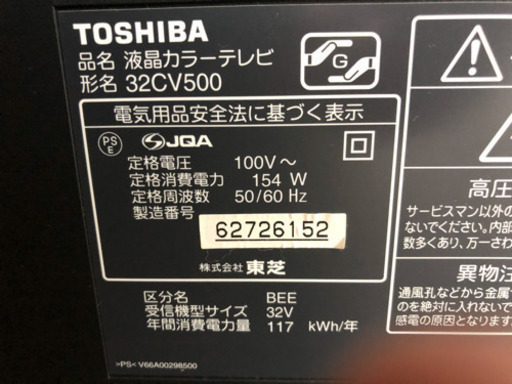 TOSHIBA
品名 液晶カラーテレビ
形名 32CV500
G
電気用品安全法に基づく表示
PS
E
JQA
定格電圧 100V～
定格消費電力 154 W
定格周波数 50/60 Hz
製造番号
62726152
株式会社 東芝
区分名 BEE
受信機型サイズ 32V
年間消費電力量 117 kWh/年
>PS< V66A00298500
高圧
サービスマン以外の
ないでください。内部
数多くあり、万一さわ
異物注
通風孔などから金属
のを絶対に入れない
感電の原因となります。